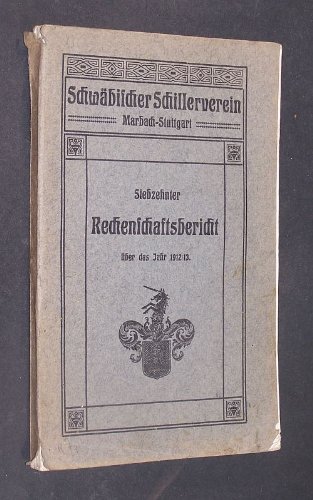 Schwäbischer Schillerverein
Marbach-Stuttgart
Siebzehnter
Rechenschaftsbericht
über das Jahr 1912/13.